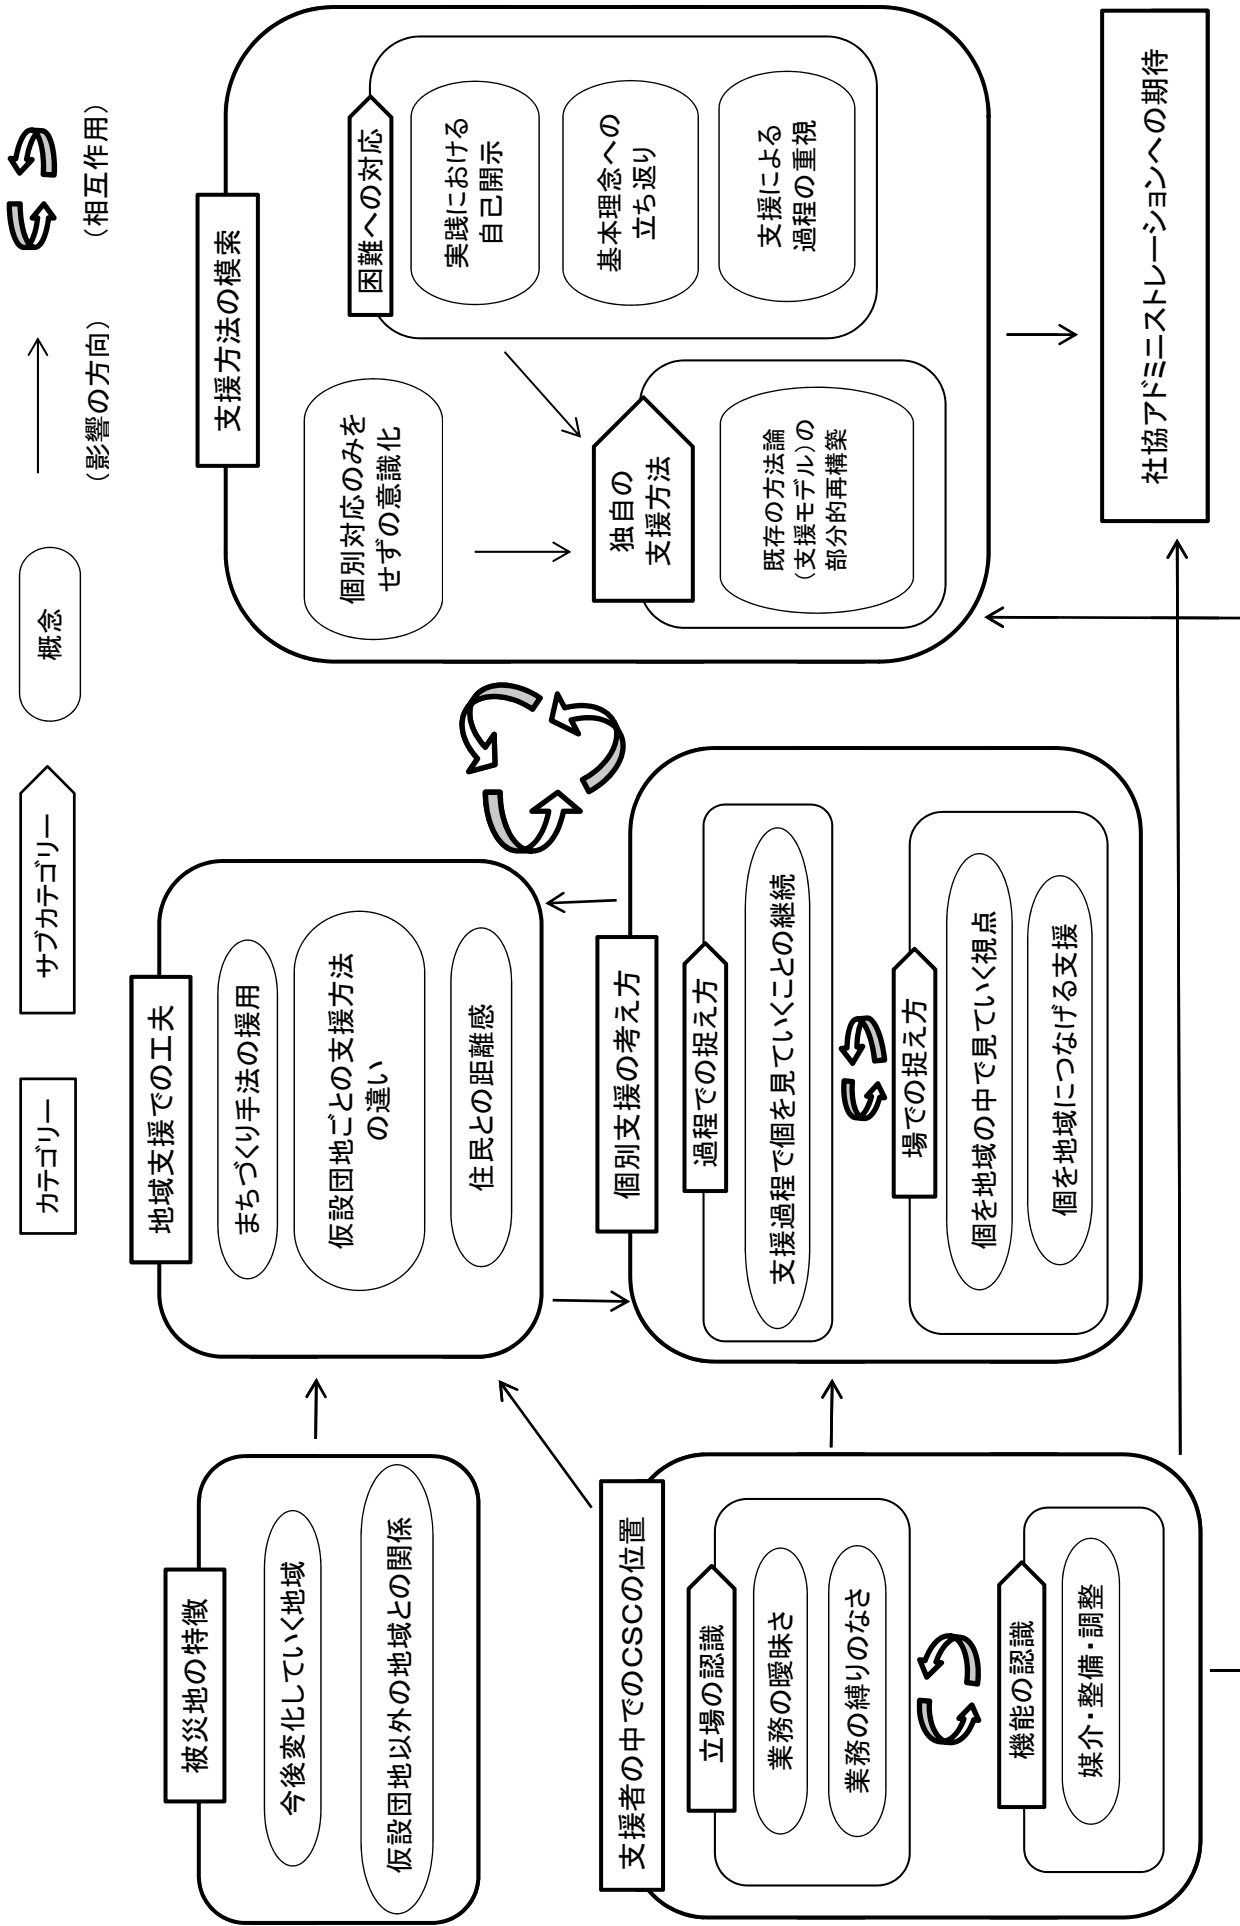 カテゴリー
サブカテゴリー
概念
(影響の方向)
(相互作用)
被災地の特徴
今後変化していく地域
仮設団地以外の地域との関係
支援者の中でのCSCの位置
立場の認識
業務の曖昧さ
業務の縛りのなさ
機能の認識
媒介・整備・調整
地域支援での工夫
まちづくり手法の援用
仮設団地ごとの支援方法
の違い
住民との距離感
個別支援の考え方
過程での捉え方
支援過程で個を見ていくことの継続
場での捉え方
個を地域の中で見ていく視点
個を地域につなげる支援
支援方法の模索
個別対応のみを
せずの意識化
独自の
支援方法
既存の方法論
(支援モデル)の
部分的再構築
困難への対応
実践における
自己開示
基本理念への
立ち返り
支援による
過程の重視
社協アドミニストレーションへの期待